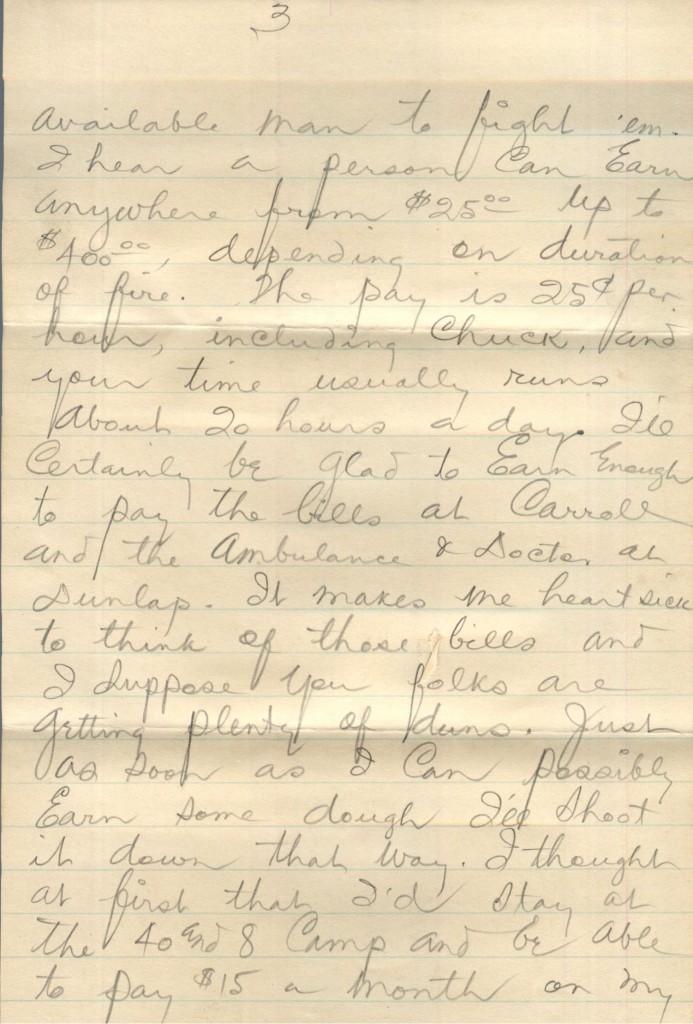 3
available man to fight 'em.
I hear a person can Earn
anywhere from $25.00 up to
$400.00, depending on duration
of fire. The pay is 25¢ per
hour, including Chuck, and
your time usually runs
about 20 hours a day. I'll
Certainly be glad to Earn Enough
to pay the bills at Carroll
and the Ambulance & Doctor at
Dunlap. It makes me heart sick
to think of those bills and
I suppose you folks are
getting plenty of duns. Just
as soon as I Can possibly
Earn some dough I'll shoot
it down that way. I thought
at first that I'd stay at
the 40 and 8 Camp and be able
to pay $15 a month on my